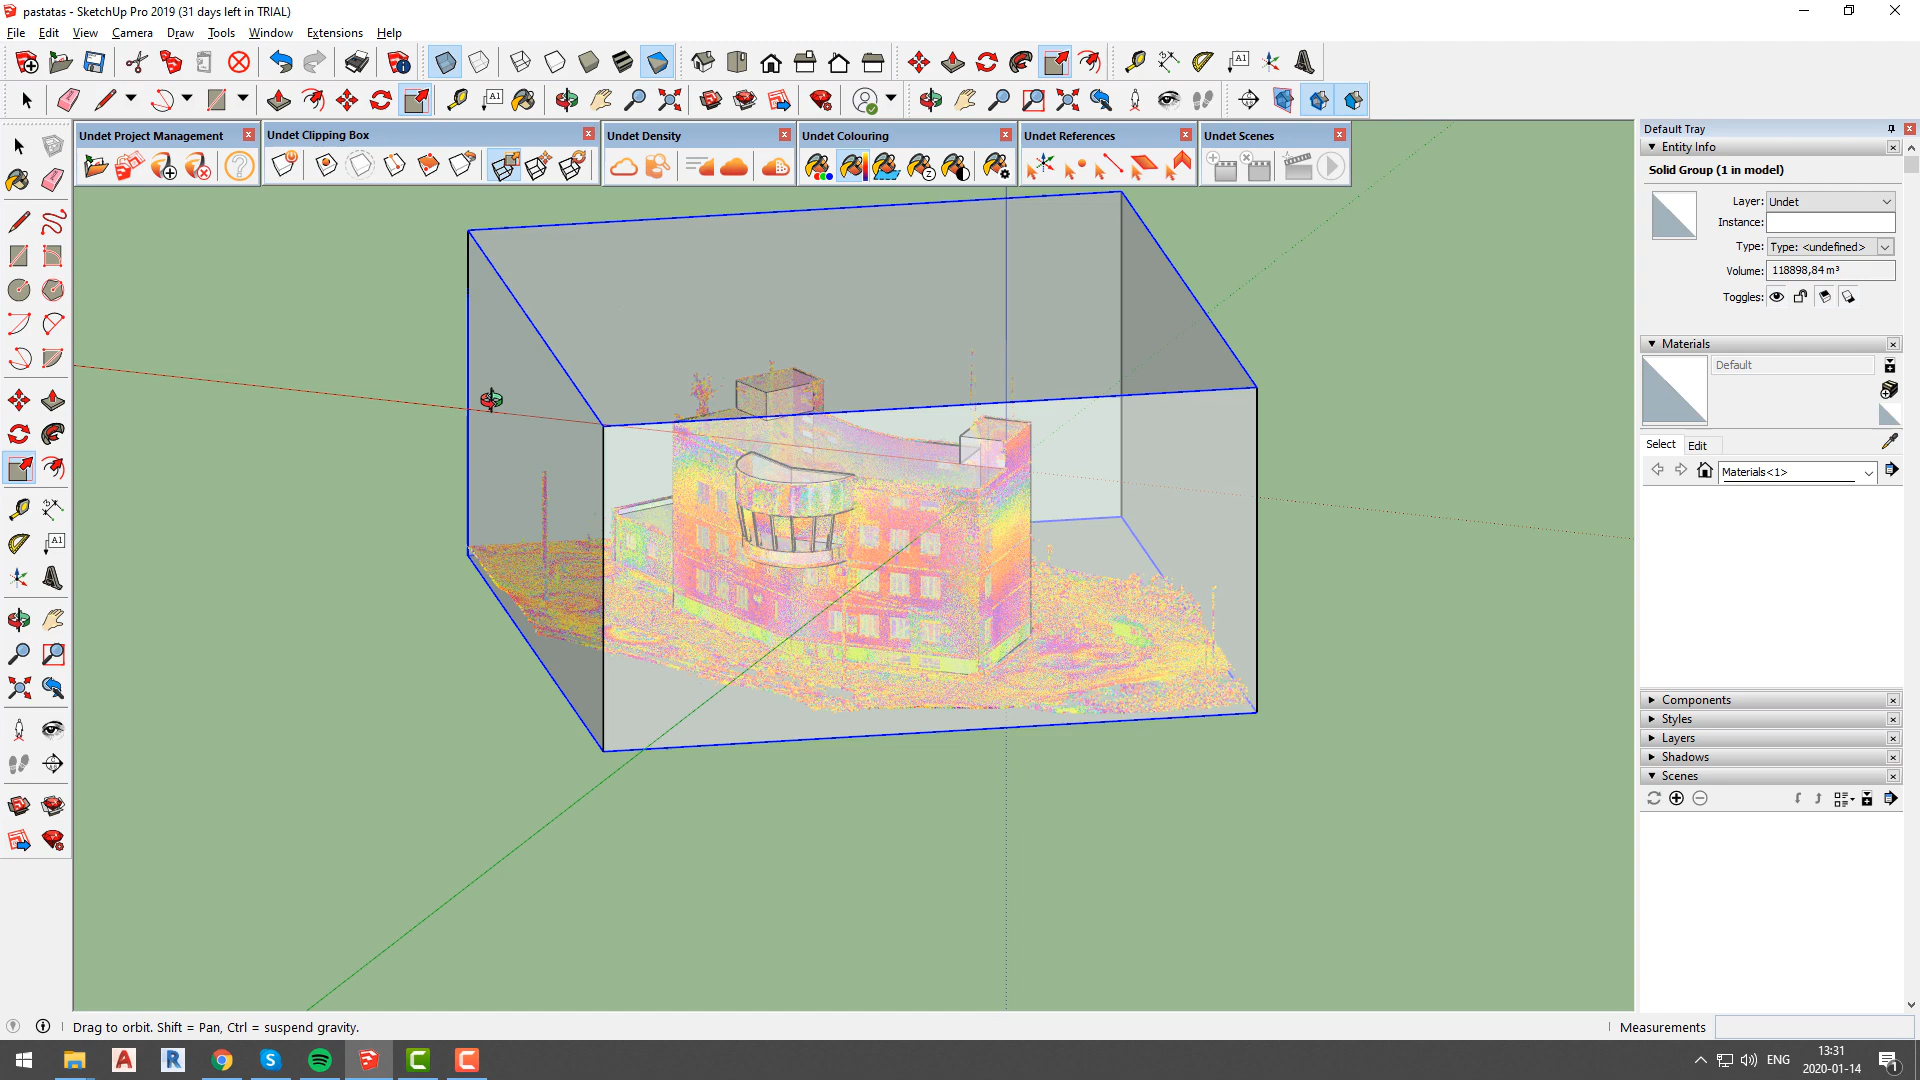 pastatas - SketchUp Pro 2019 (31 days left in TRIAL)
File Edit View Camera Draw Tools Window Extensions Help
A1
A1
Undet Project Management
Undet Clipping Box
Undet Density
Undet Colouring
Undet References
Undet Scenes
Default Tray
Entity Info
Solid Group (1 in model)
Layer: Undet
Instance:
Type: Type: <undefined>
Volume: 118898,84 m³
Toggles:
Materials
Default
Select Edit
Materials<1>
A1
Components
Styles
Layers
Shadows
Scenes
Drag to orbit. Shift = Pan, Ctrl = suspend gravity.
Measurements
ENG
13:31
2020-01-14
1